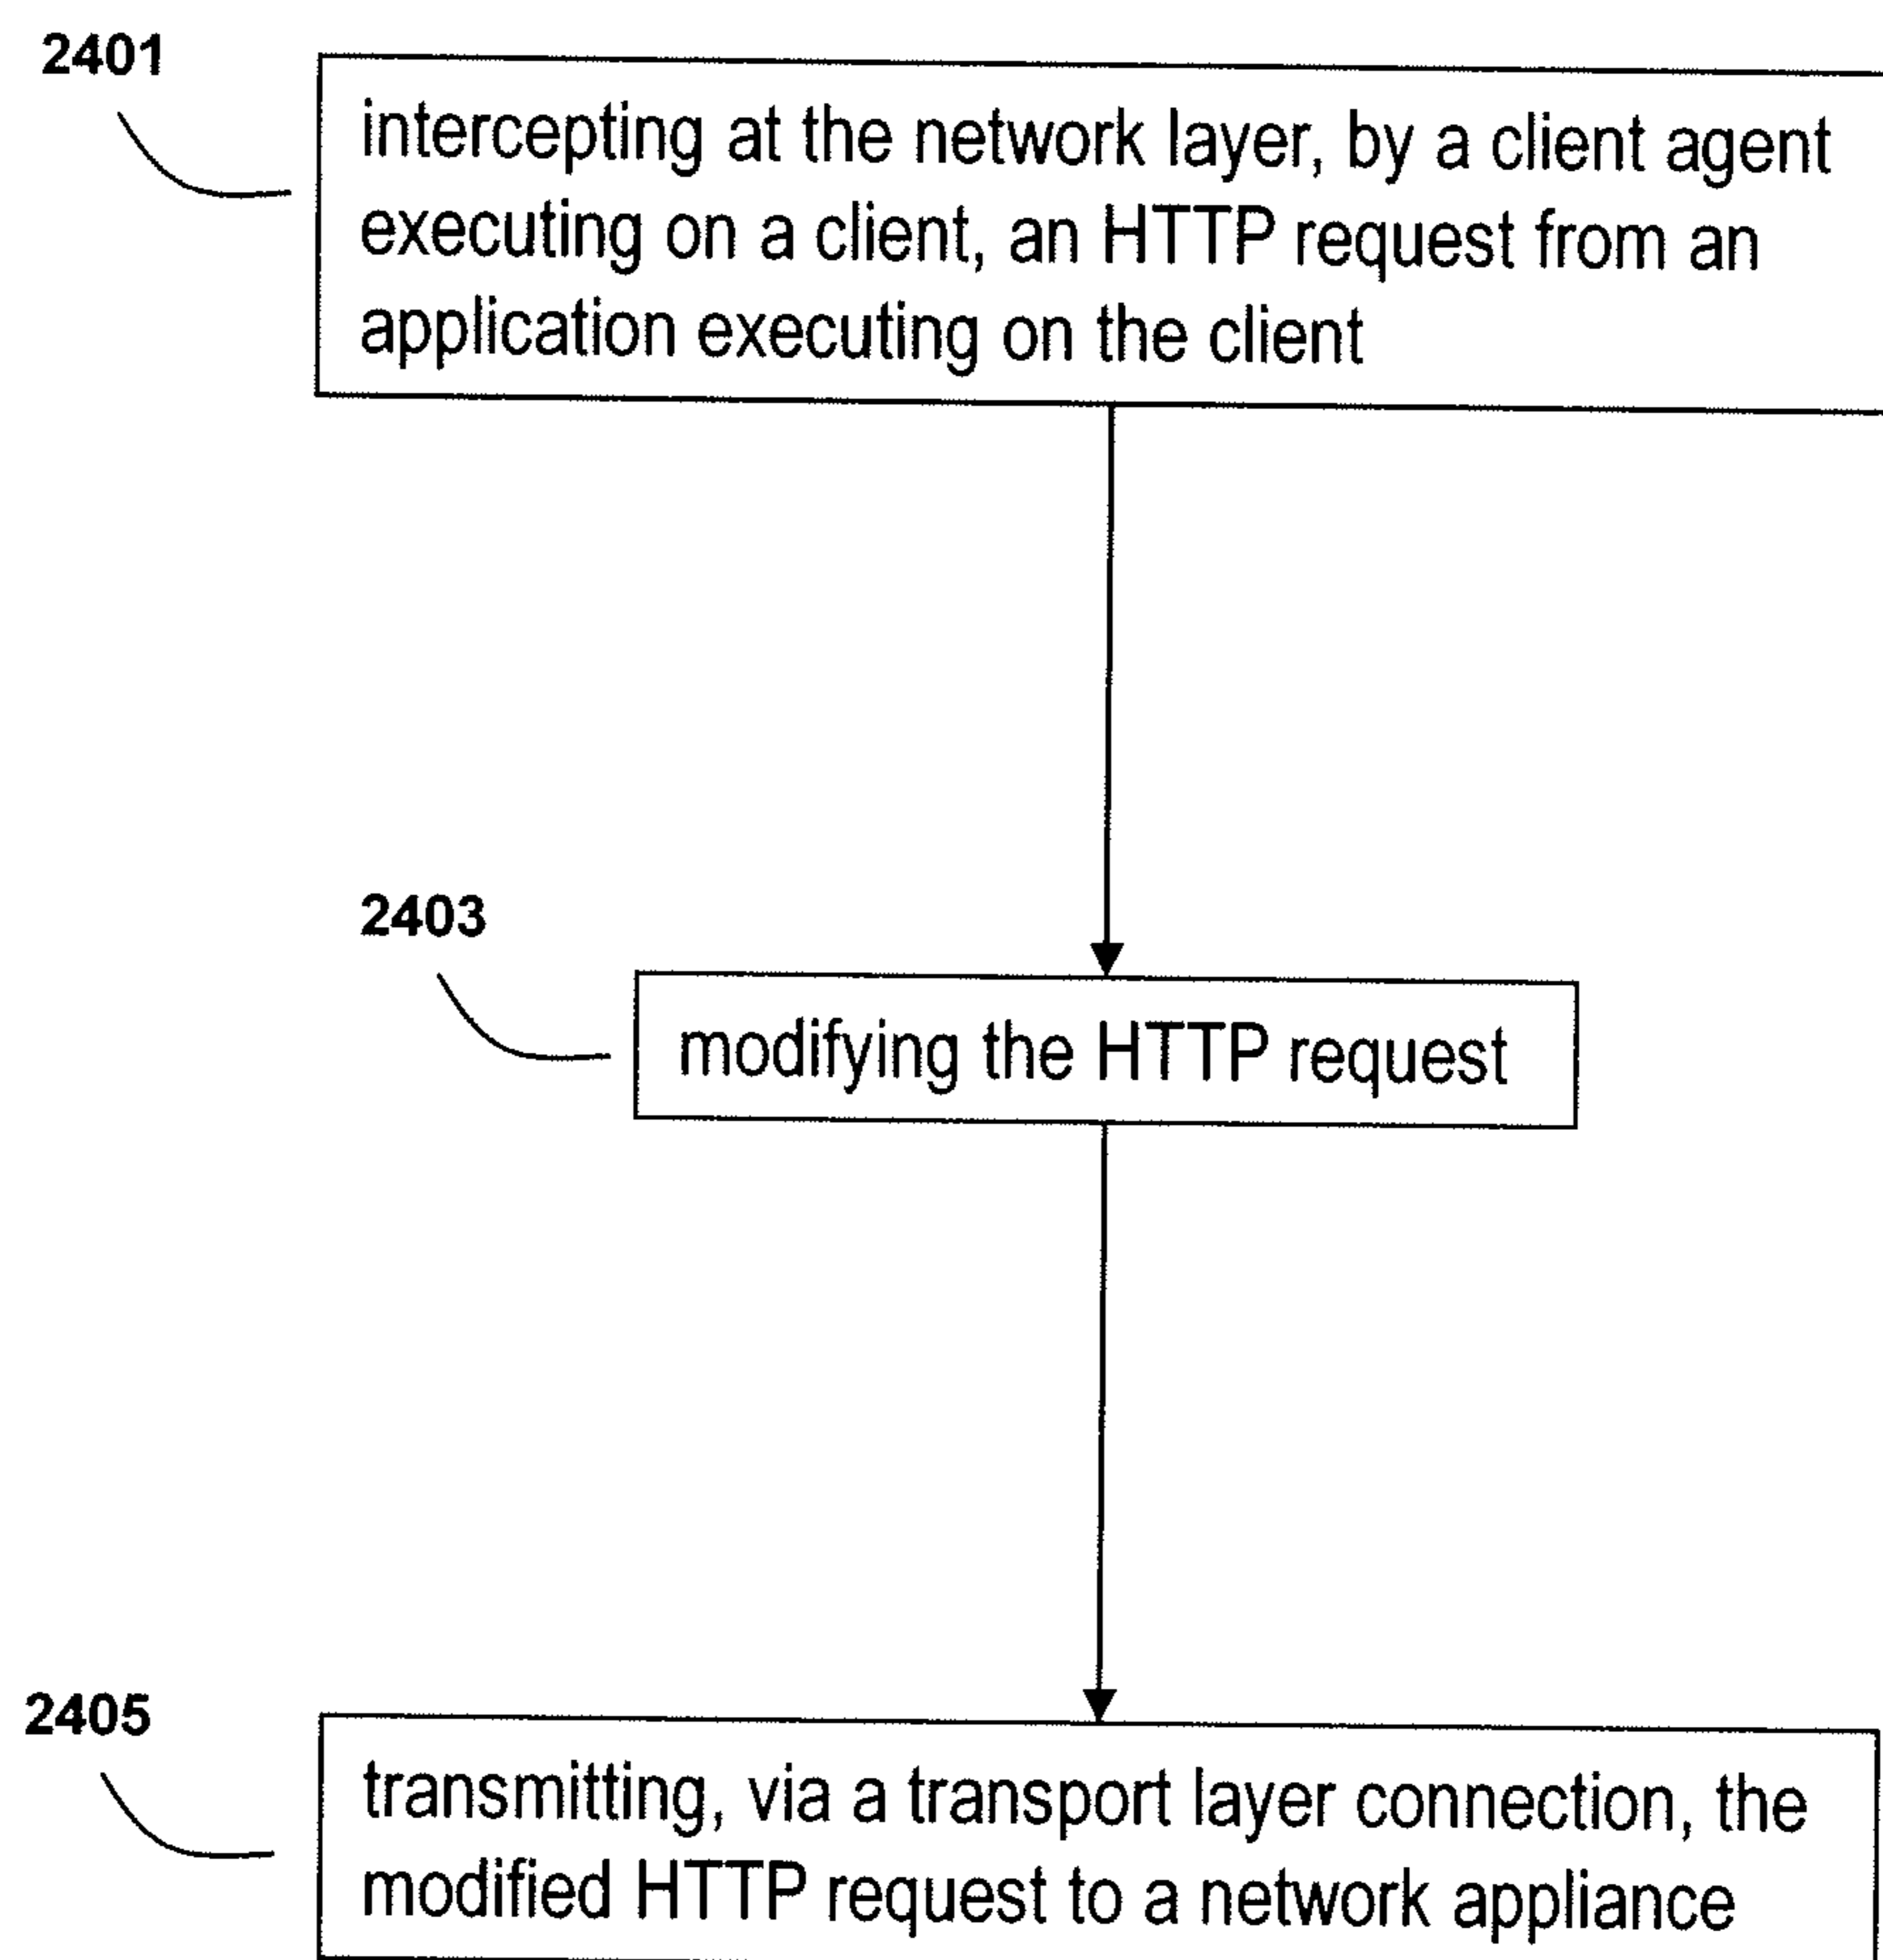 2401
intercepting at the network layer, by a client agent
executing on a client, an HTTP request from an
application executing on the client
2403
modifying the HTTP request
2405
transmitting, via a transport layer connection, the
modified HTTP request to a network appliance